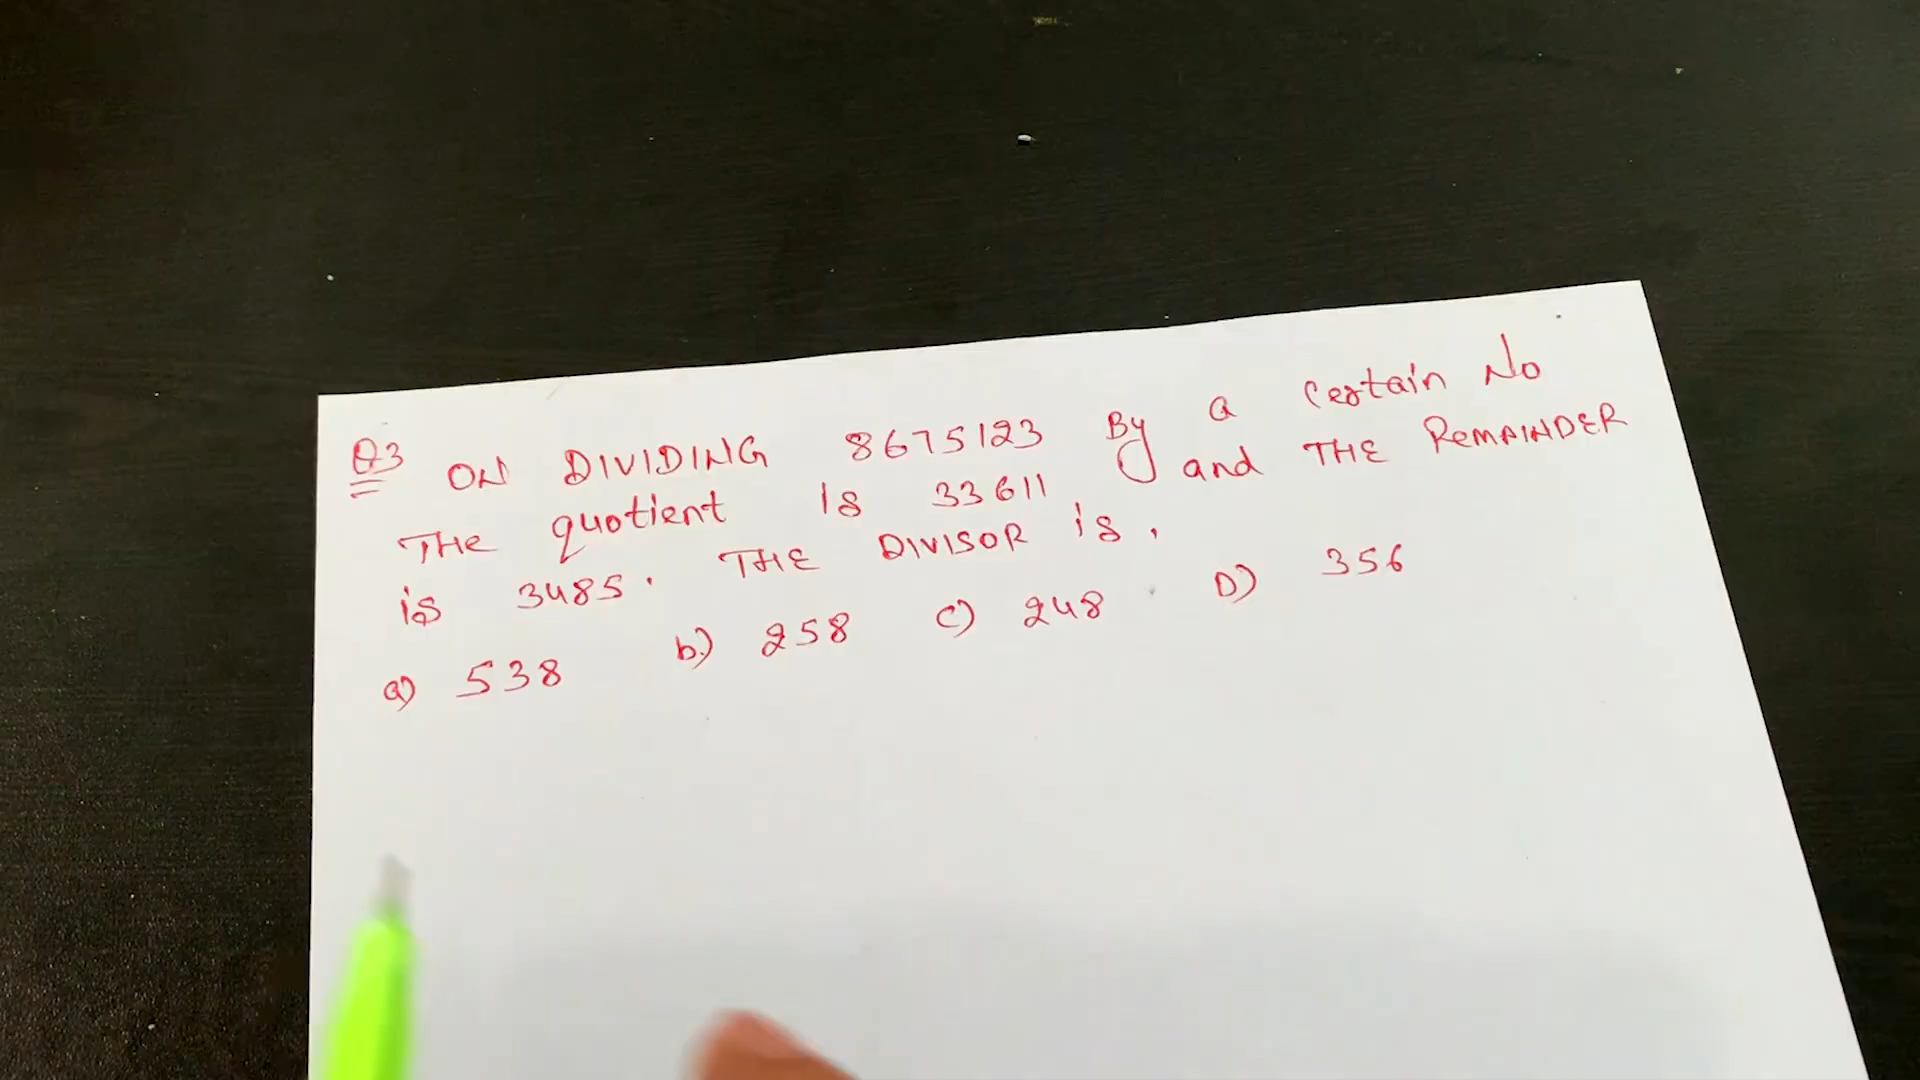 Q3 ON DIVIDING 8675123 By a certain No
THE quotient is 33611 and THE REMAINDER
is 3485. THE DIVISOR is.
a) 538 b.) 258 c) 248 D) 356